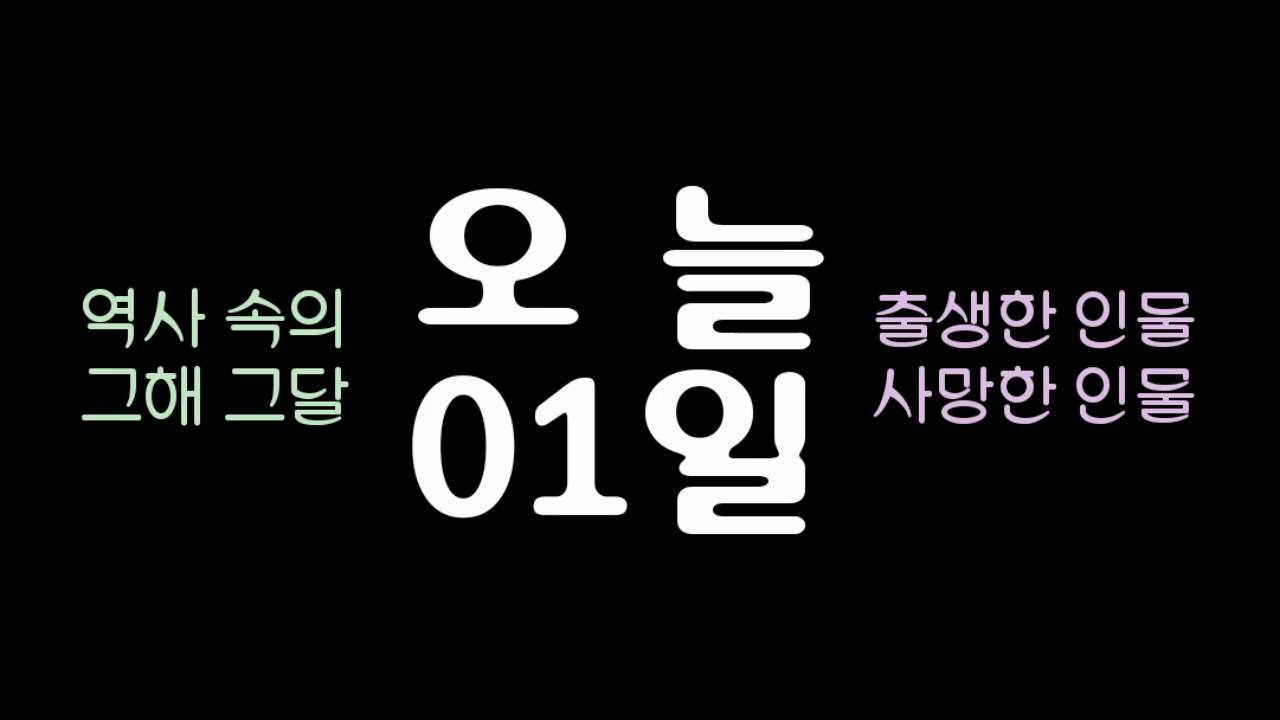 역사 속의
그해 그달
오 늘
01일
출생한 인물
사망한 인물